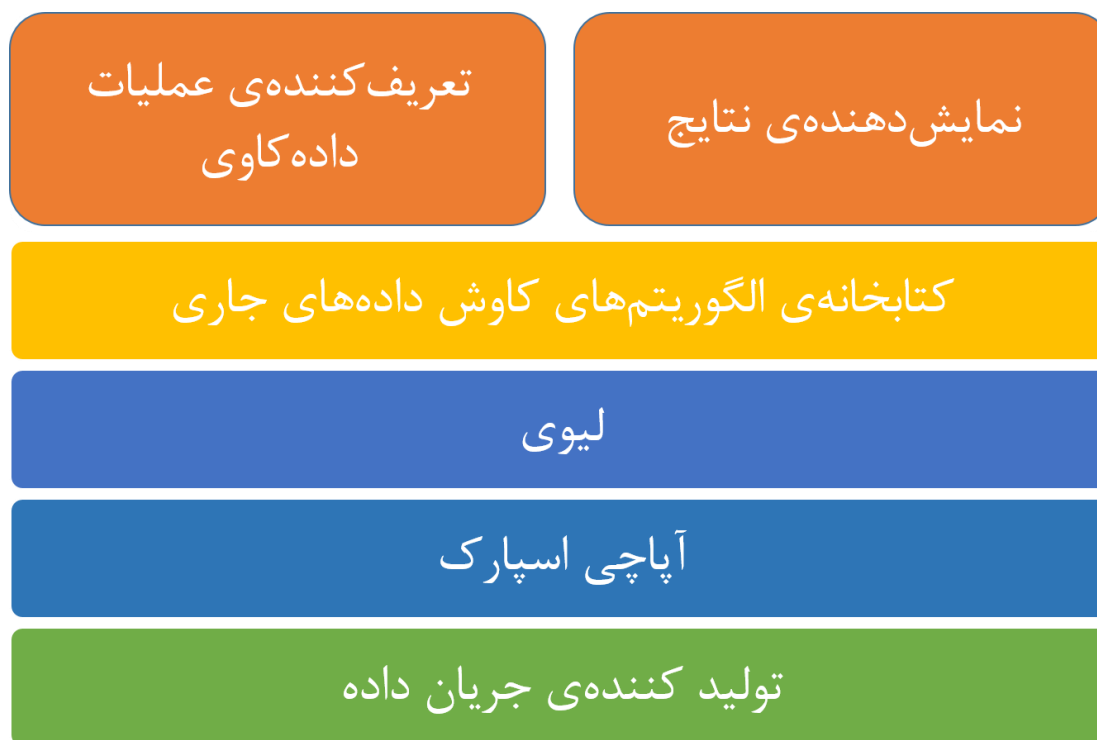 نمایش‌دهنده‌ی نتایج
تعریف‌کننده‌ی عملیات
داده‌کاوی
کتابخانه‌ی الگوریتم‌های کاوش داده‌های جاری
لیوی
آپاچی اسپارک
تولید کننده‌ی جریان داده